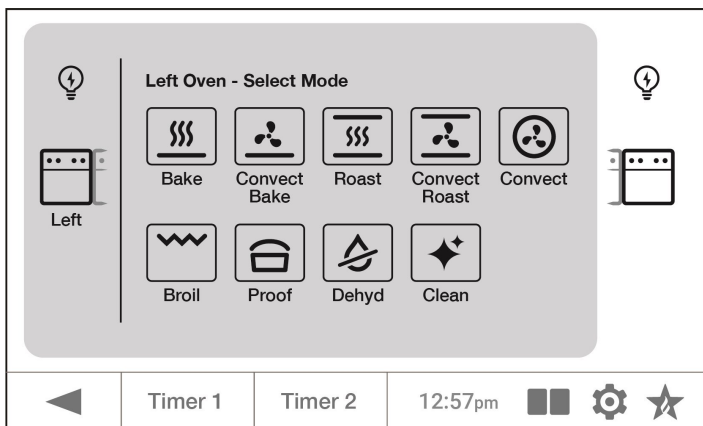 Left Oven - Select Mode
Bake
Convect
Bake
Roast
Convect
Roast
Convect
Left
Broil
Proof
Dehyd
Clean
Timer 1
Timer 2
12:57pm